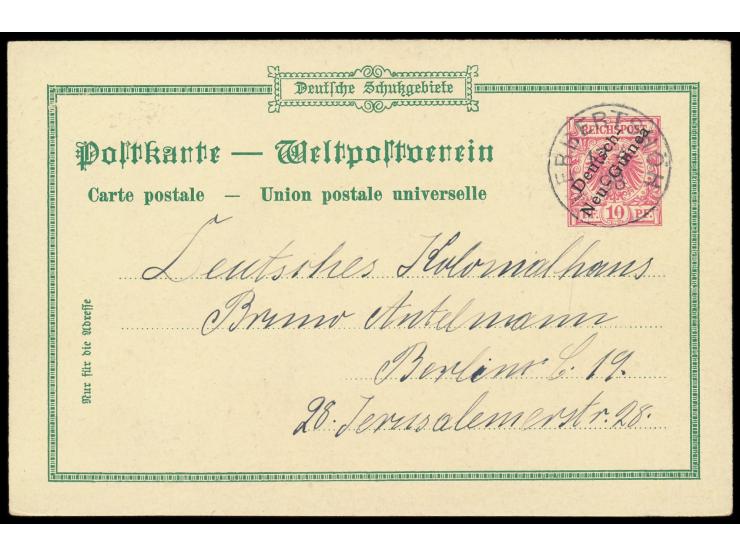 Deutsche Schutzgebiete
Postkarte — Weltpostverein
Carte postale — Union postale universelle
REICHSPOST
Deutsch-
Neu-Guinea
10 PF.
HERBERTSHÖH
Deutsches Kolonialhaus
Bruno Antelmann
Berlin C. 19.
28. Jerusalemerstr. 28.
Nur für die Adresse